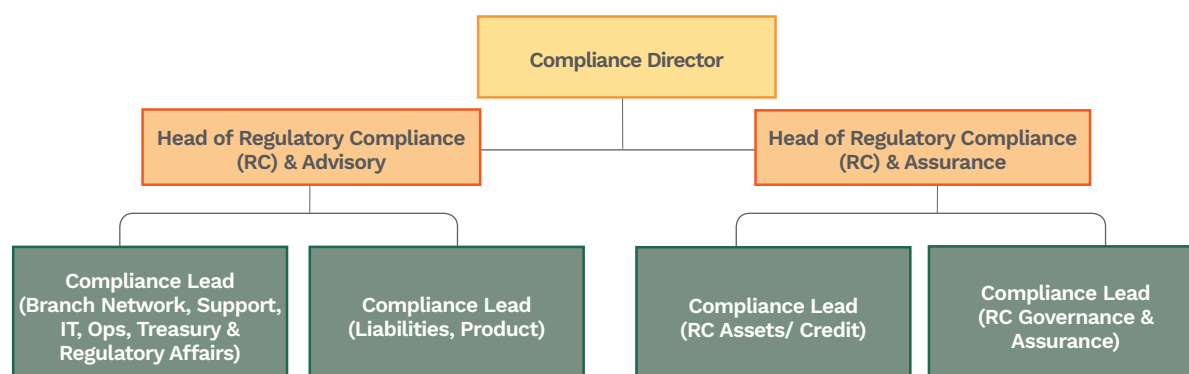 Compliance Director
Head of Regulatory Compliance
(RC) & Advisory
Head of Regulatory Compliance
(RC) & Assurance
Compliance Lead
(Branch Network, Support,
IT, Ops, Treasury &
Regulatory Affairs)
Compliance Lead
(Liabilities, Product)
Compliance Lead
(RC Assets/ Credit)
Compliance Lead
(RC Governance &
Assurance)